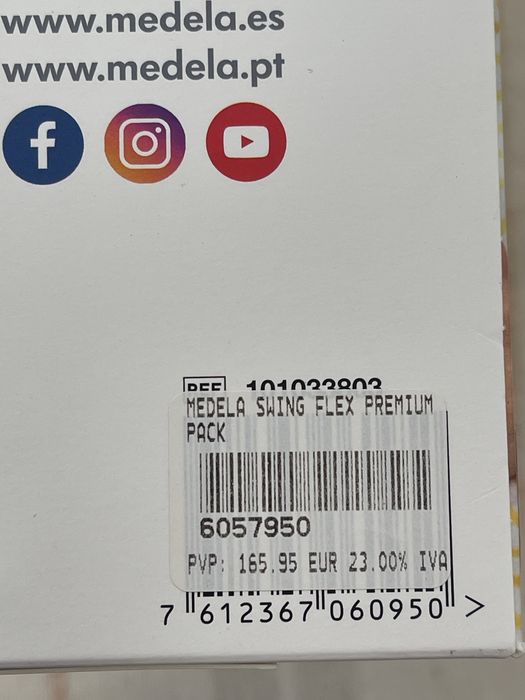 www.medela.es
www.medela.pt
REF 101033803
MEDELA SWING FLEX PREMIUM
PACK
6057950
PVP: 165.95 EUR 23.00% IVA
7 612367 060950 >